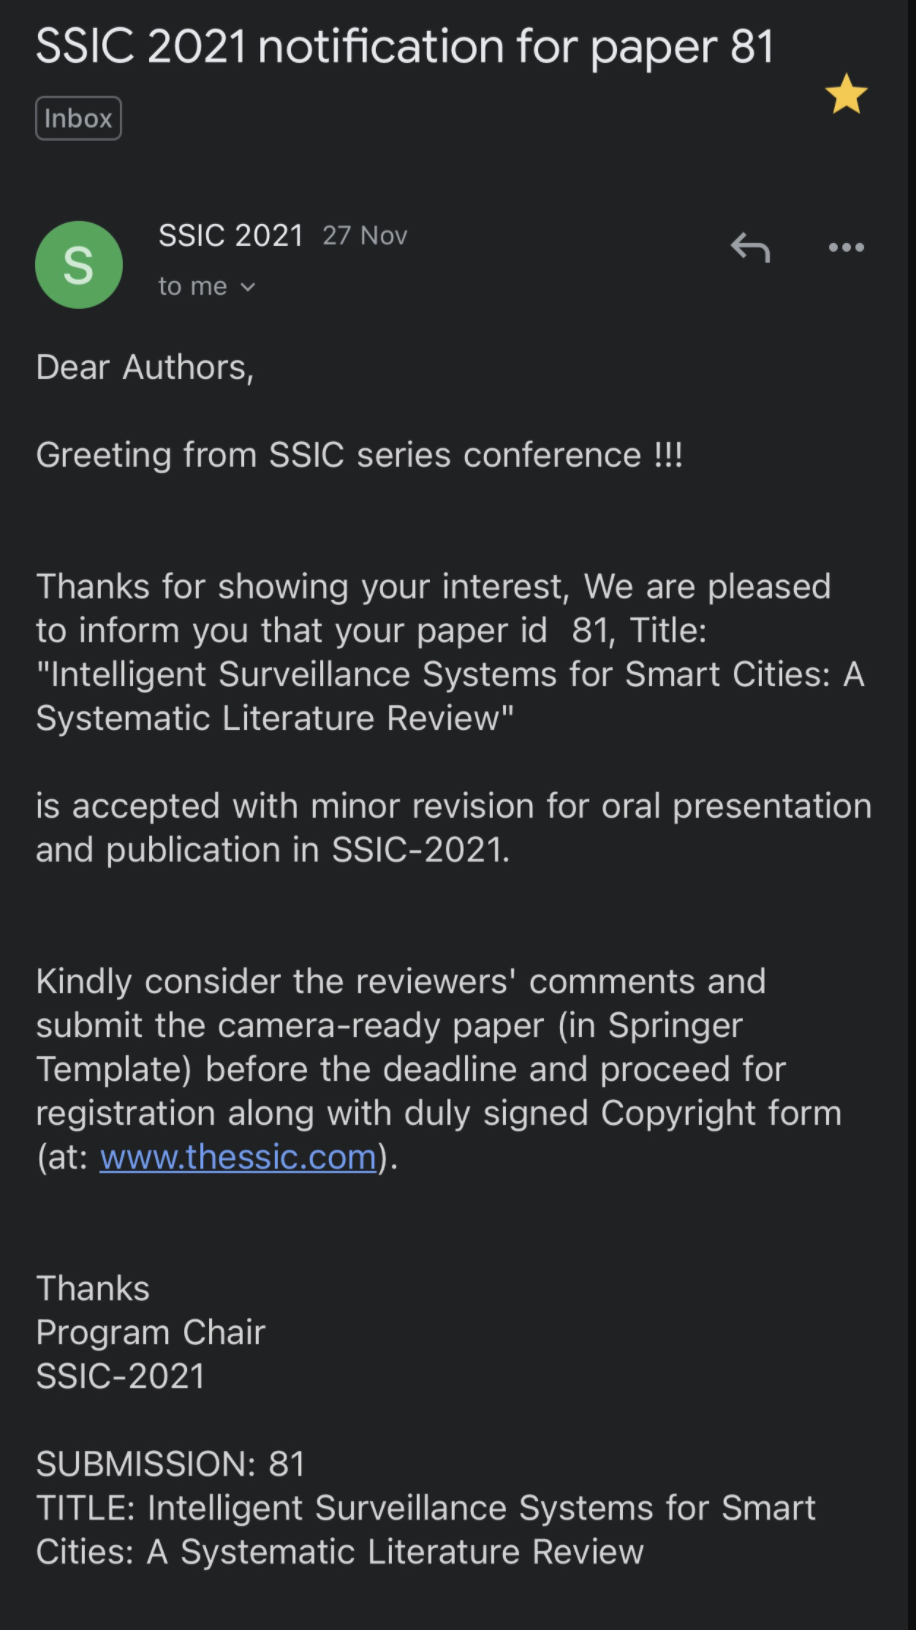 SSIC 2021 notification for paper 81
Inbox
S
SSIC 2021 27 Nov
to me
Dear Authors,
Greeting from SSIC series conference !!!
Thanks for showing your interest, We are pleased
to inform you that your paper id  81, Title:
"Intelligent Surveillance Systems for Smart Cities: A
Systematic Literature Review"
is accepted with minor revision for oral presentation
and publication in SSIC-2021.
Kindly consider the reviewers' comments and
submit the camera-ready paper (in Springer
Template) before the deadline and proceed for
registration along with duly signed Copyright form
(at: www.thessic.com).
Thanks
Program Chair
SSIC-2021
SUBMISSION: 81
TITLE: Intelligent Surveillance Systems for Smart
Cities: A Systematic Literature Review